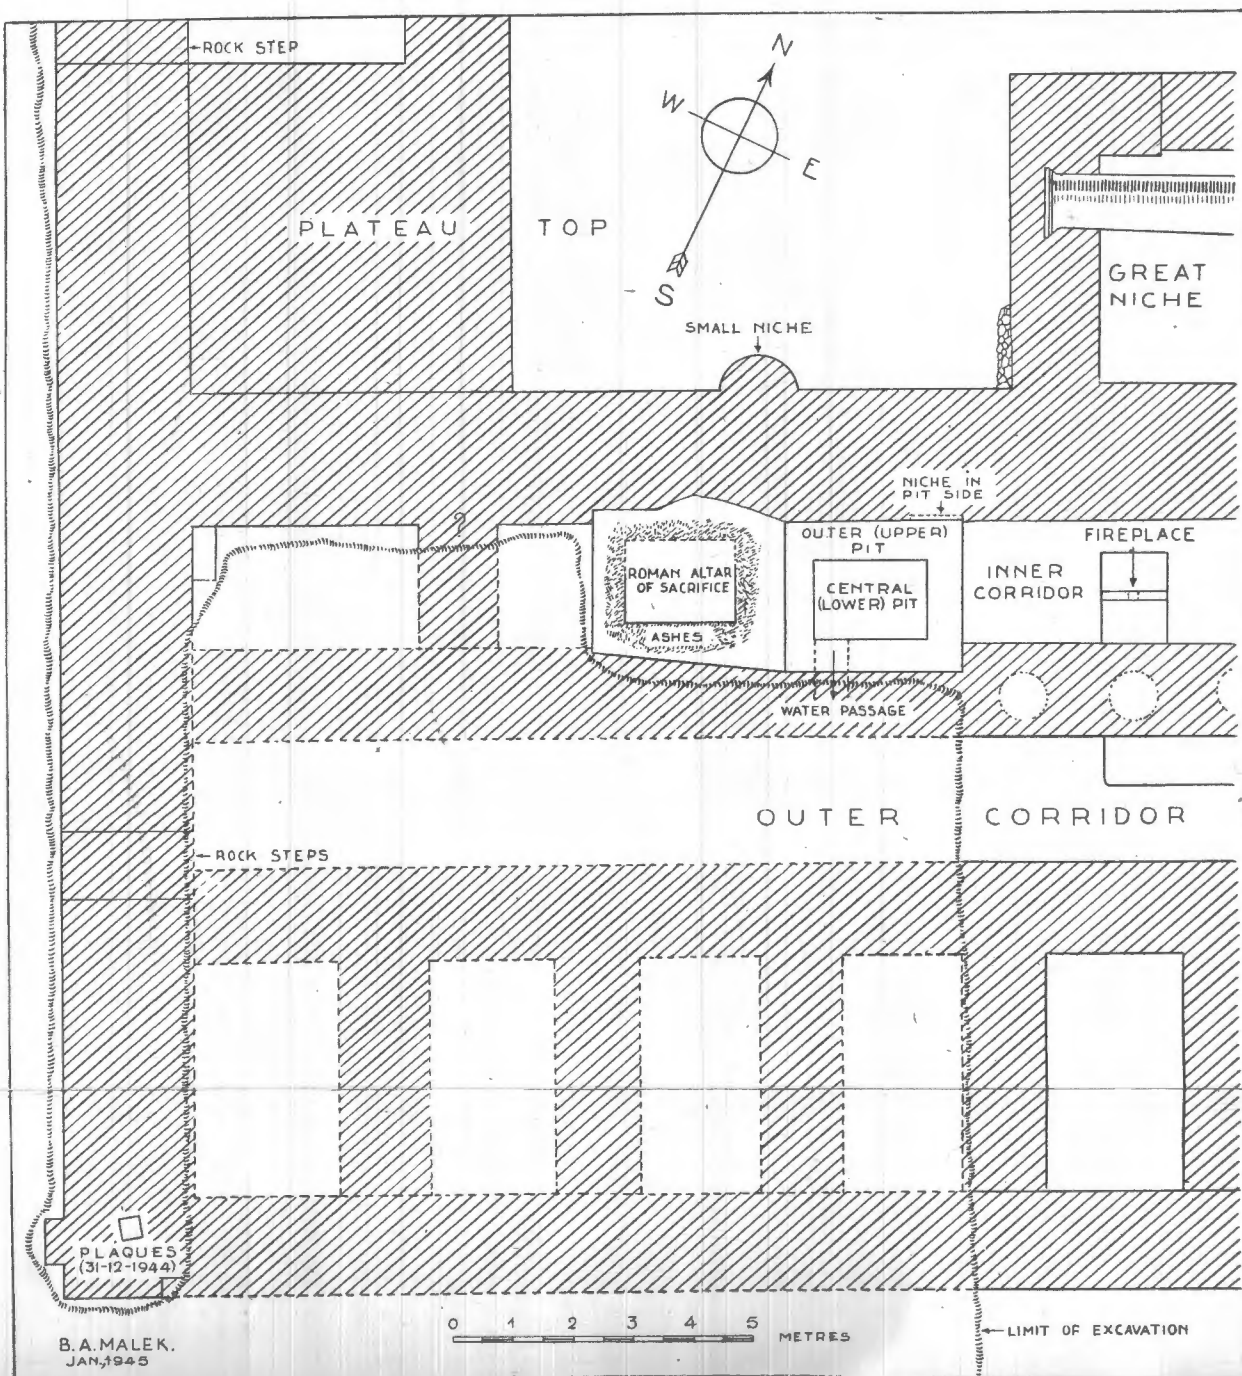 ROCK STEP
N
W
E
S
PLATEAU TOP
GREAT
NICHE
SMALL NICHE
NICHE IN
PIT SIDE
?
OUTER (UPPER)
PIT
FIREPLACE
ROMAN ALTAR
OF SACRIFICE
CENTRAL
(LOWER) PIT
INNER
CORRIDOR
ASHES
WATER PASSAGE
OUTER CORRIDOR
ROCK STEPS
PLAQUES
(31-12-1944)
0 1 2 3 4 5
METRES
LIMIT OF EXCAVATION
B.A.MALEK.
JAN.,1945